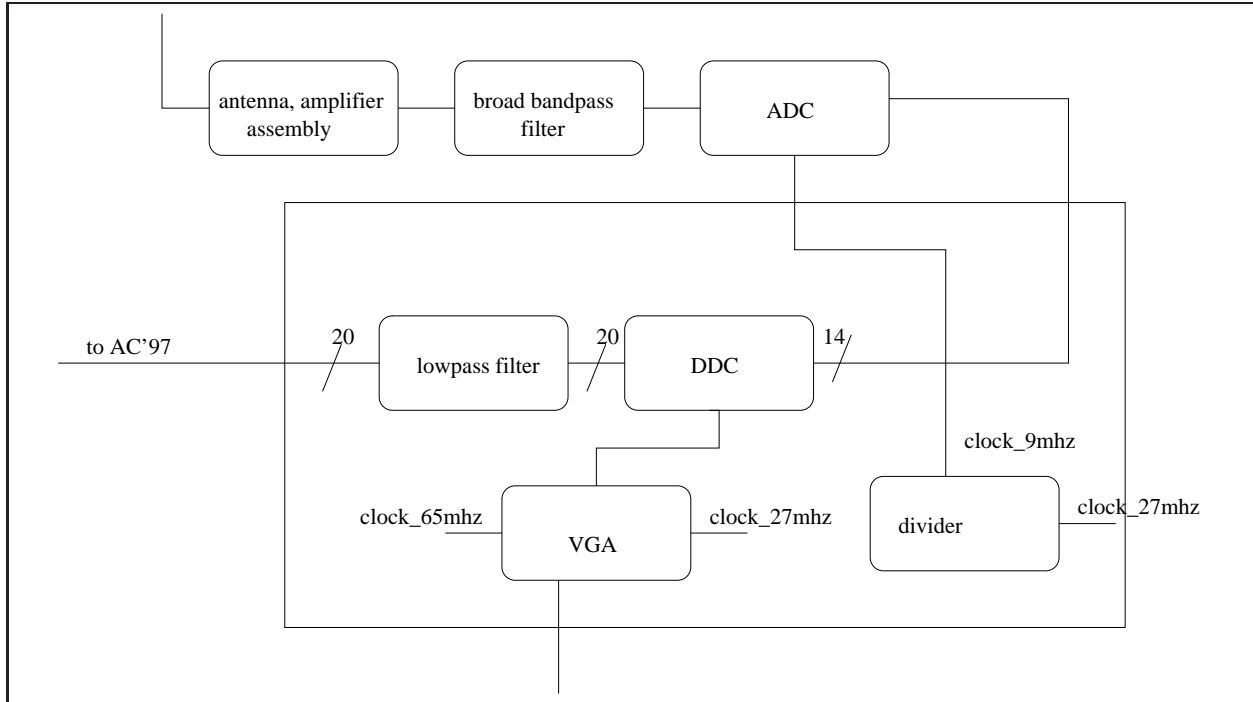 antenna, amplifier
assembly
broad bandpass
filter
ADC
to AC'97
20
lowpass filter
20
DDC
14
clock_9mhz
clock_65mhz
VGA
clock_27mhz
divider
clock_27mhz